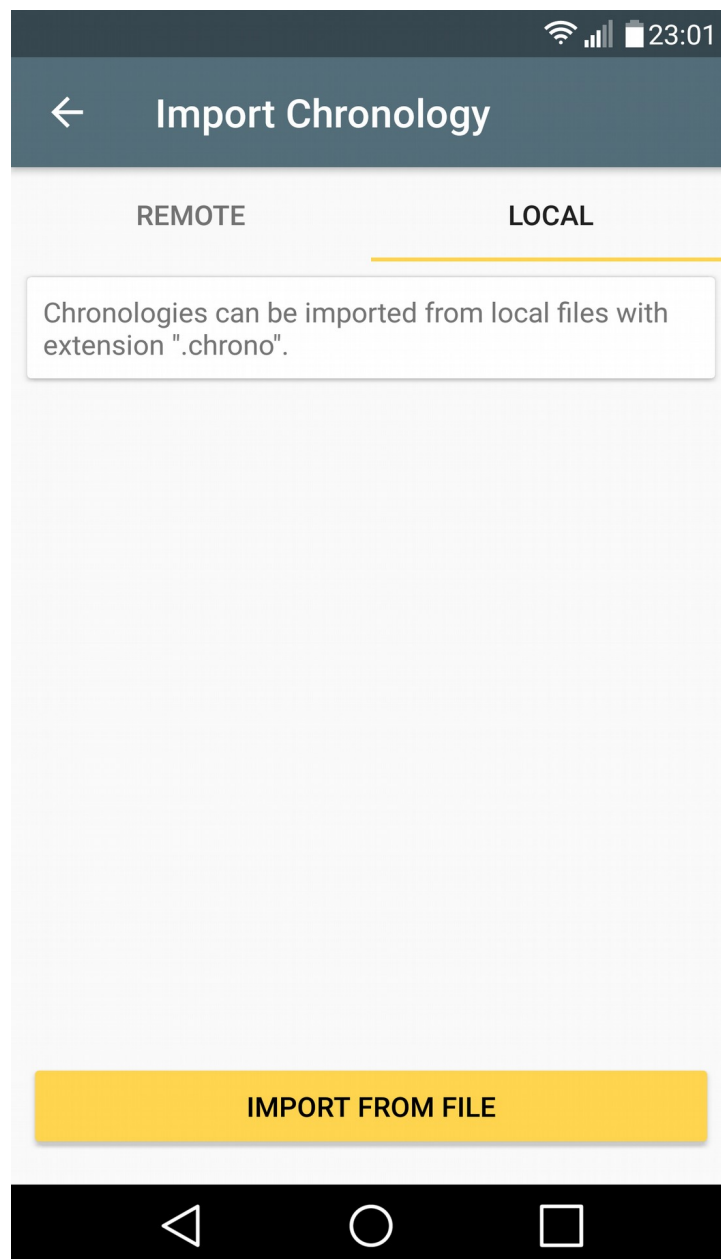 23:01
Import Chronology
REMOTE
LOCAL
Chronologies can be imported from local files with
extension ".chrono".
IMPORT FROM FILE